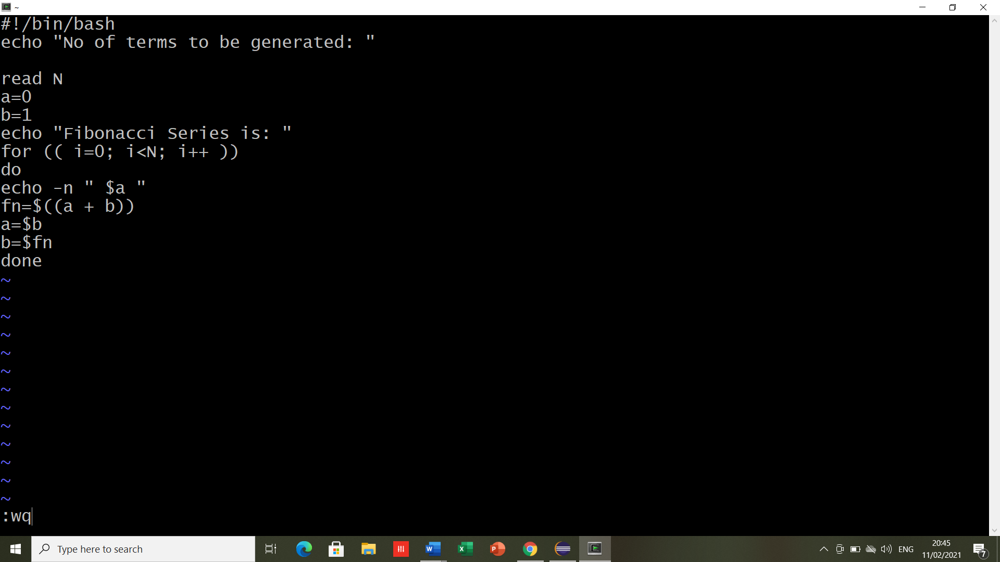 ~
#!/bin/bash
echo "No of terms to be generated: "
read N
a=0
b=1
echo "Fibonacci Series is: "
for (( i=0; i<N; i++ ))
do
echo -n " $a "
fn=$((a + b))
a=$b
b=$fn
done
~
~
~
~
~
~
~
~
~
~
~
~
~
:wq
Type here to search
ENG
20:45
11/02/2021
7